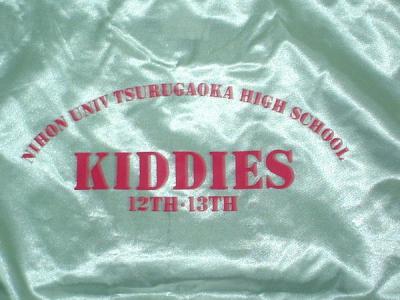 NIHON UNIV TSURUGAOKA HIGH SCHOOL
KIDDIES
12TH·13TH